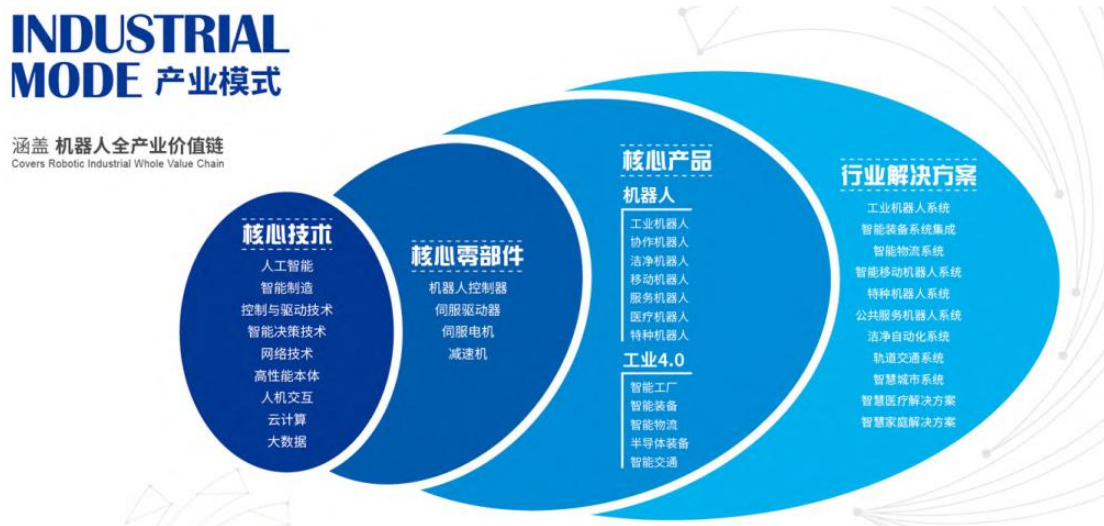 INDUSTRIAL
MODE 产业模式
涵盖 机器人全产业价值链
Covers Robotic Industrial Whole Value Chain
核心技术
人工智能
智能制造
控制与驱动技术
智能决策技术
网络技术
高性能本体
人机交互
云计算
大数据
核心零部件
机器人控制器
伺服驱动器
伺服电机
减速机
核心产品
机器人
工业机器人
协作机器人
洁净机器人
移动机器人
服务机器人
医疗机器人
特种机器人
工业4.0
智能工厂
智能装备
智能物流
半导体装备
智能交通
行业解决方案
工业机器人系统
智能装备系统集成
智能物流系统
智能移动机器人系统
特种机器人系统
公共服务机器人系统
洁净自动化系统
轨道交通系统
智慧城市系统
智慧医疗解决方案
智慧家庭解决方案